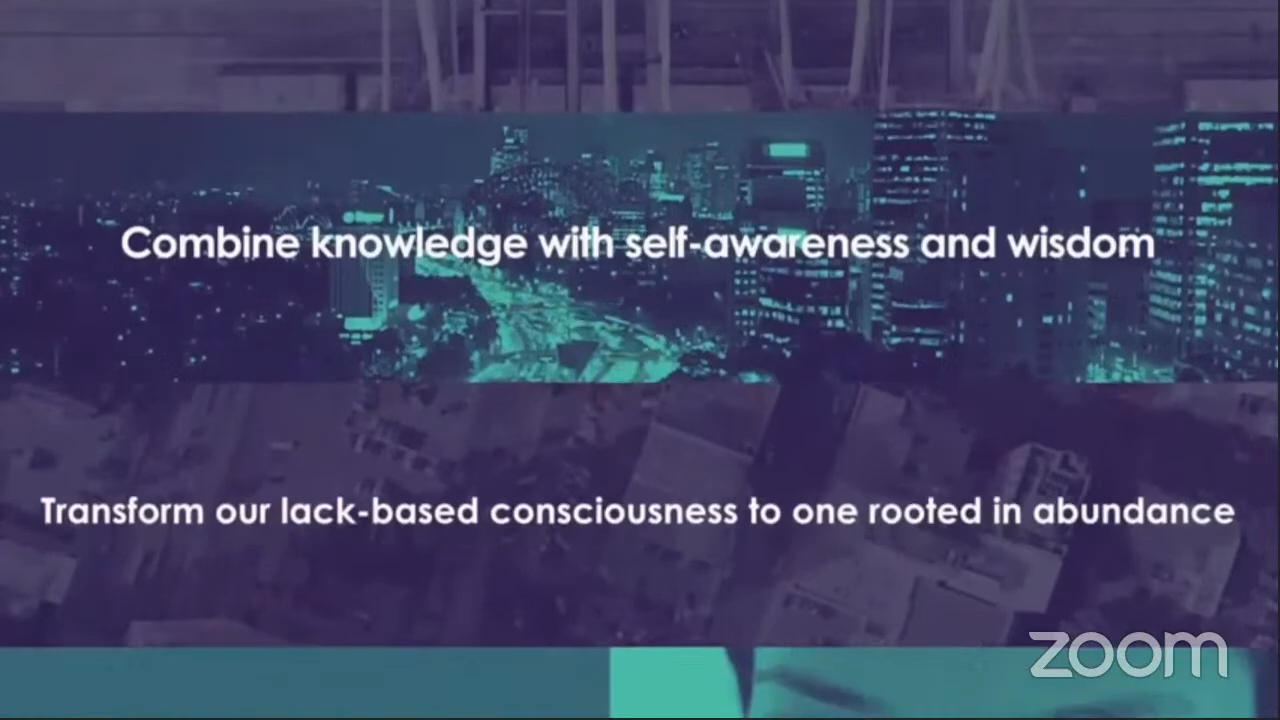 Combine knowledge with self-awareness and wisdom
Transform our lack-based consciousness to one rooted in abundance
zoom